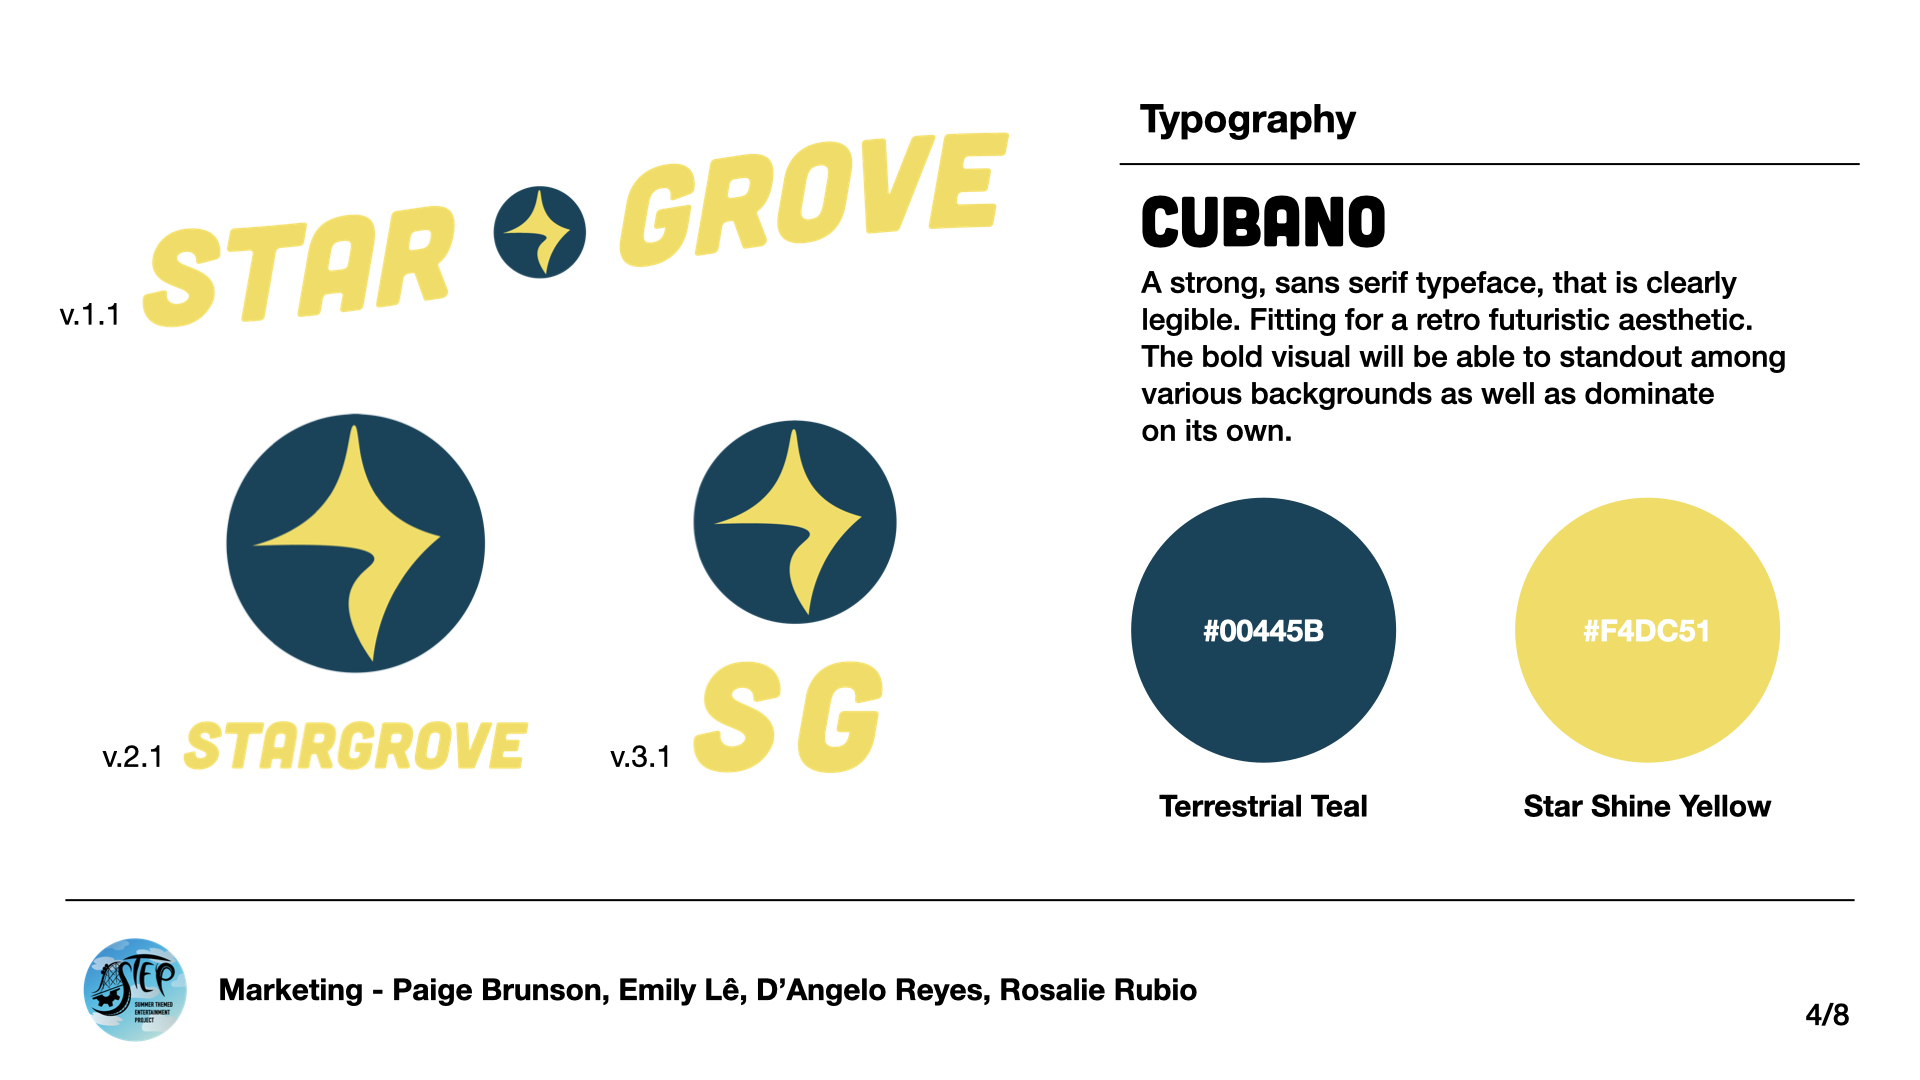 STAR GROVE
v.1.1
STARGROVE
v.2.1
SG
v.3.1
Typography
CUBANO
A strong, sans serif typeface, that is clearly
legible. Fitting for a retro futuristic aesthetic.
The bold visual will be able to standout among
various backgrounds as well as dominate
on its own.
#00445B
#F4DC51
Terrestrial Teal
Star Shine Yellow
STEP
SUMMER THEMED
ENTERTAINMENT
PROJECT
Marketing - Paige Brunson, Emily Lê, D’Angelo Reyes, Rosalie Rubio
4/8